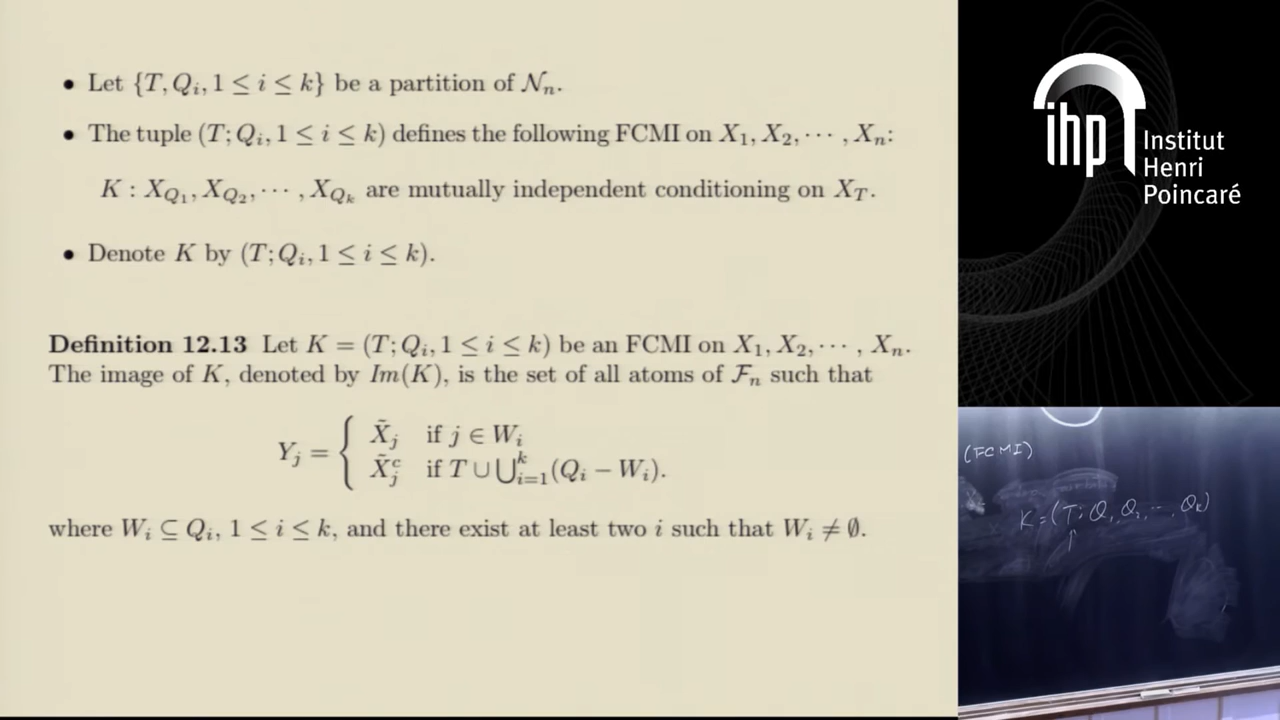 • Let {T, Q_i, 1 ≤ i ≤ k} be a partition of 𝒩_n.
• The tuple (T; Q_i, 1 ≤ i ≤ k) defines the following FCMI on X_1, X_2, ⋯ , X_n:
K : X_{Q_1}, X_{Q_2}, ⋯ , X_{Q_k} are mutually independent conditioning on X_T.
• Denote K by (T; Q_i, 1 ≤ i ≤ k).
Definition 12.13 Let K = (T; Q_i, 1 ≤ i ≤ k) be an FCMI on X_1, X_2, ⋯ , X_n.
The image of K, denoted by Im(K), is the set of all atoms of ℱ_n such that
Y_j = { X̃_j if j ∈ W_i
X̃_j^c if T ∪ ⋃_{i=1}^k (Q_i − W_i).
where W_i ⊆ Q_i, 1 ≤ i ≤ k, and there exist at least two i such that W_i ≠ ∅.
ihp Institut
Henri
Poincaré
(FCMI)
K = (T; Q_1, Q_2, ⋯, Q_k)